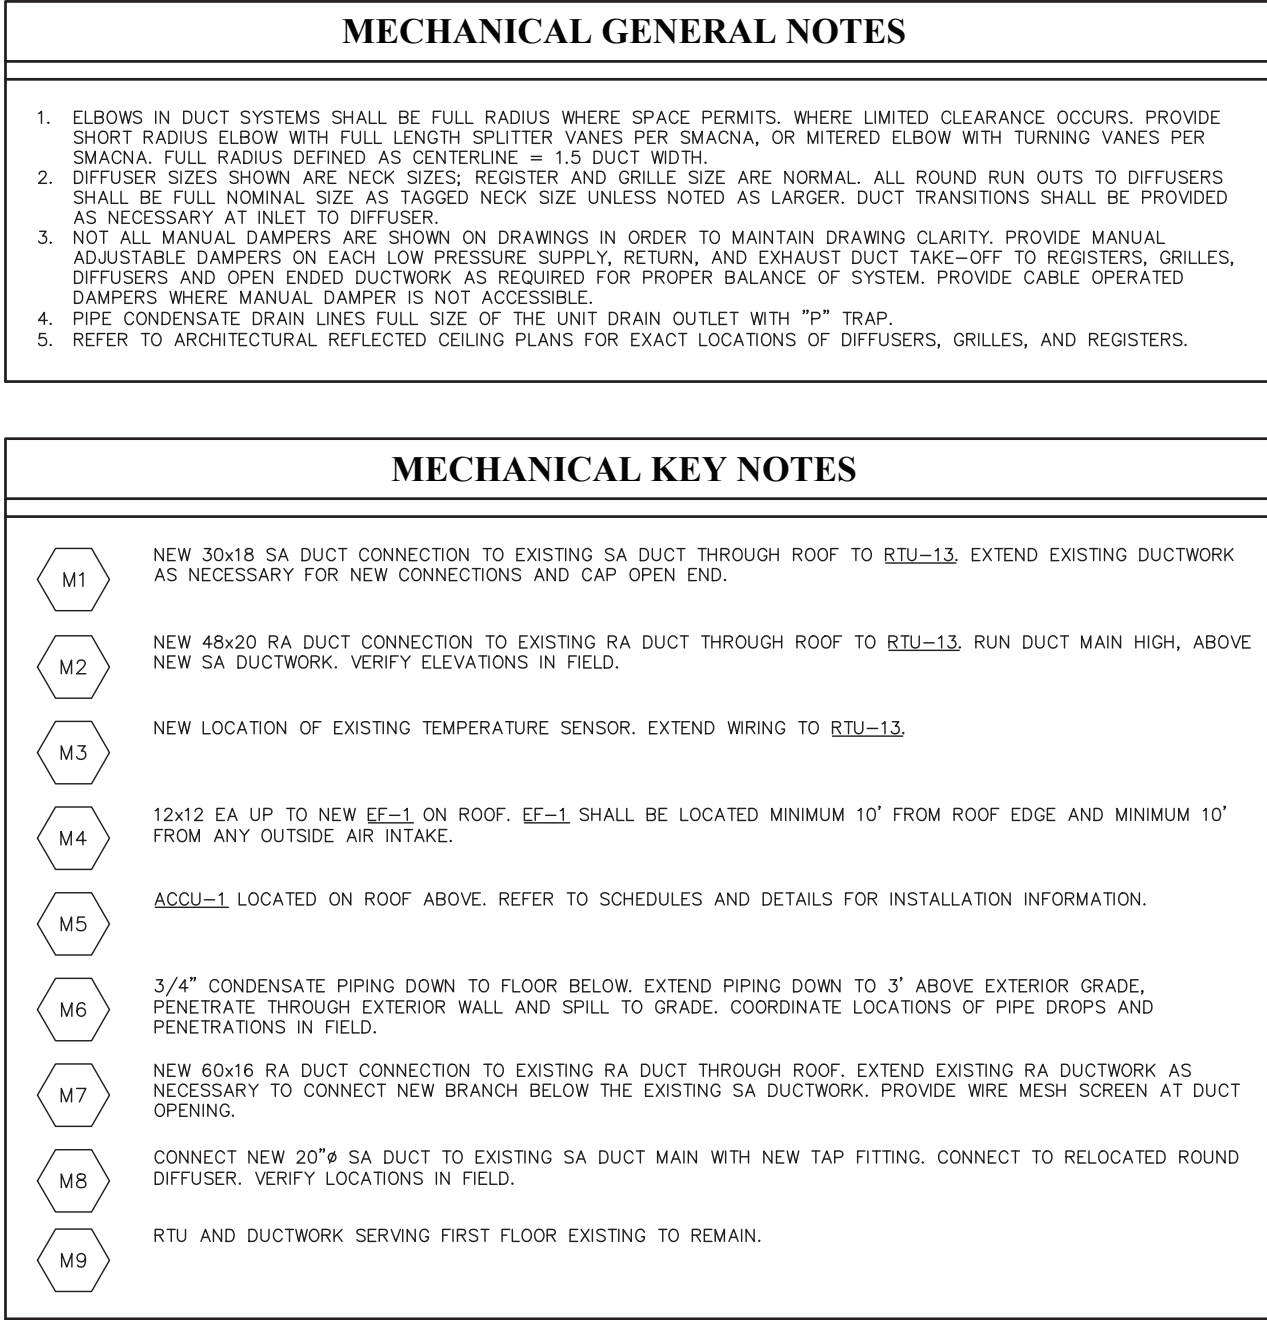 MECHANICAL GENERAL NOTES
1. ELBOWS IN DUCT SYSTEMS SHALL BE FULL RADIUS WHERE SPACE PERMITS. WHERE LIMITED CLEARANCE OCCURS. PROVIDE
SHORT RADIUS ELBOW WITH FULL LENGTH SPLITTER VANES PER SMACNA, OR MITERED ELBOW WITH TURNING VANES PER
SMACNA. FULL RADIUS DEFINED AS CENTERLINE = 1.5 DUCT WIDTH.
2. DIFFUSER SIZES SHOWN ARE NECK SIZES; REGISTER AND GRILLE SIZE ARE NORMAL. ALL ROUND RUN OUTS TO DIFFUSERS
SHALL BE FULL NOMINAL SIZE AS TAGGED NECK SIZE UNLESS NOTED AS LARGER. DUCT TRANSITIONS SHALL BE PROVIDED
AS NECESSARY AT INLET TO DIFFUSER.
3. NOT ALL MANUAL DAMPERS ARE SHOWN ON DRAWINGS IN ORDER TO MAINTAIN DRAWING CLARITY. PROVIDE MANUAL
ADJUSTABLE DAMPERS ON EACH LOW PRESSURE SUPPLY, RETURN, AND EXHAUST DUCT TAKE-OFF TO REGISTERS, GRILLES,
DIFFUSERS AND OPEN ENDED DUCTWORK AS REQUIRED FOR PROPER BALANCE OF SYSTEM. PROVIDE CABLE OPERATED
DAMPERS WHERE MANUAL DAMPER IS NOT ACCESSIBLE.
4. PIPE CONDENSATE DRAIN LINES FULL SIZE OF THE UNIT DRAIN OUTLET WITH "P" TRAP.
5. REFER TO ARCHITECTURAL REFLECTED CEILING PLANS FOR EXACT LOCATIONS OF DIFFUSERS, GRILLES, AND REGISTERS.
MECHANICAL KEY NOTES
M1 NEW 30x18 SA DUCT CONNECTION TO EXISTING SA DUCT THROUGH ROOF TO RTU-13. EXTEND EXISTING DUCTWORK
AS NECESSARY FOR NEW CONNECTIONS AND CAP OPEN END.
M2 NEW 48x20 RA DUCT CONNECTION TO EXISTING RA DUCT THROUGH ROOF TO RTU-13. RUN DUCT MAIN HIGH, ABOVE
NEW SA DUCTWORK. VERIFY ELEVATIONS IN FIELD.
M3 NEW LOCATION OF EXISTING TEMPERATURE SENSOR. EXTEND WIRING TO RTU-13.
M4 12x12 EA UP TO NEW EF-1 ON ROOF. EF-1 SHALL BE LOCATED MINIMUM 10' FROM ROOF EDGE AND MINIMUM 10'
FROM ANY OUTSIDE AIR INTAKE.
M5 ACCU-1 LOCATED ON ROOF ABOVE. REFER TO SCHEDULES AND DETAILS FOR INSTALLATION INFORMATION.
M6 3/4" CONDENSATE PIPING DOWN TO FLOOR BELOW. EXTEND PIPING DOWN TO 3' ABOVE EXTERIOR GRADE,
PENETRATE THROUGH EXTERIOR WALL AND SPILL TO GRADE. COORDINATE LOCATIONS OF PIPE DROPS AND
PENETRATIONS IN FIELD.
M7 NEW 60x16 RA DUCT CONNECTION TO EXISTING RA DUCT THROUGH ROOF. EXTEND EXISTING RA DUCTWORK AS
NECESSARY TO CONNECT NEW BRANCH BELOW THE EXISTING SA DUCTWORK. PROVIDE WIRE MESH SCREEN AT DUCT
OPENING.
M8 CONNECT NEW 20"ø SA DUCT TO EXISTING SA DUCT MAIN WITH NEW TAP FITTING. CONNECT TO RELOCATED ROUND
DIFFUSER. VERIFY LOCATIONS IN FIELD.
M9 RTU AND DUCTWORK SERVING FIRST FLOOR EXISTING TO REMAIN.